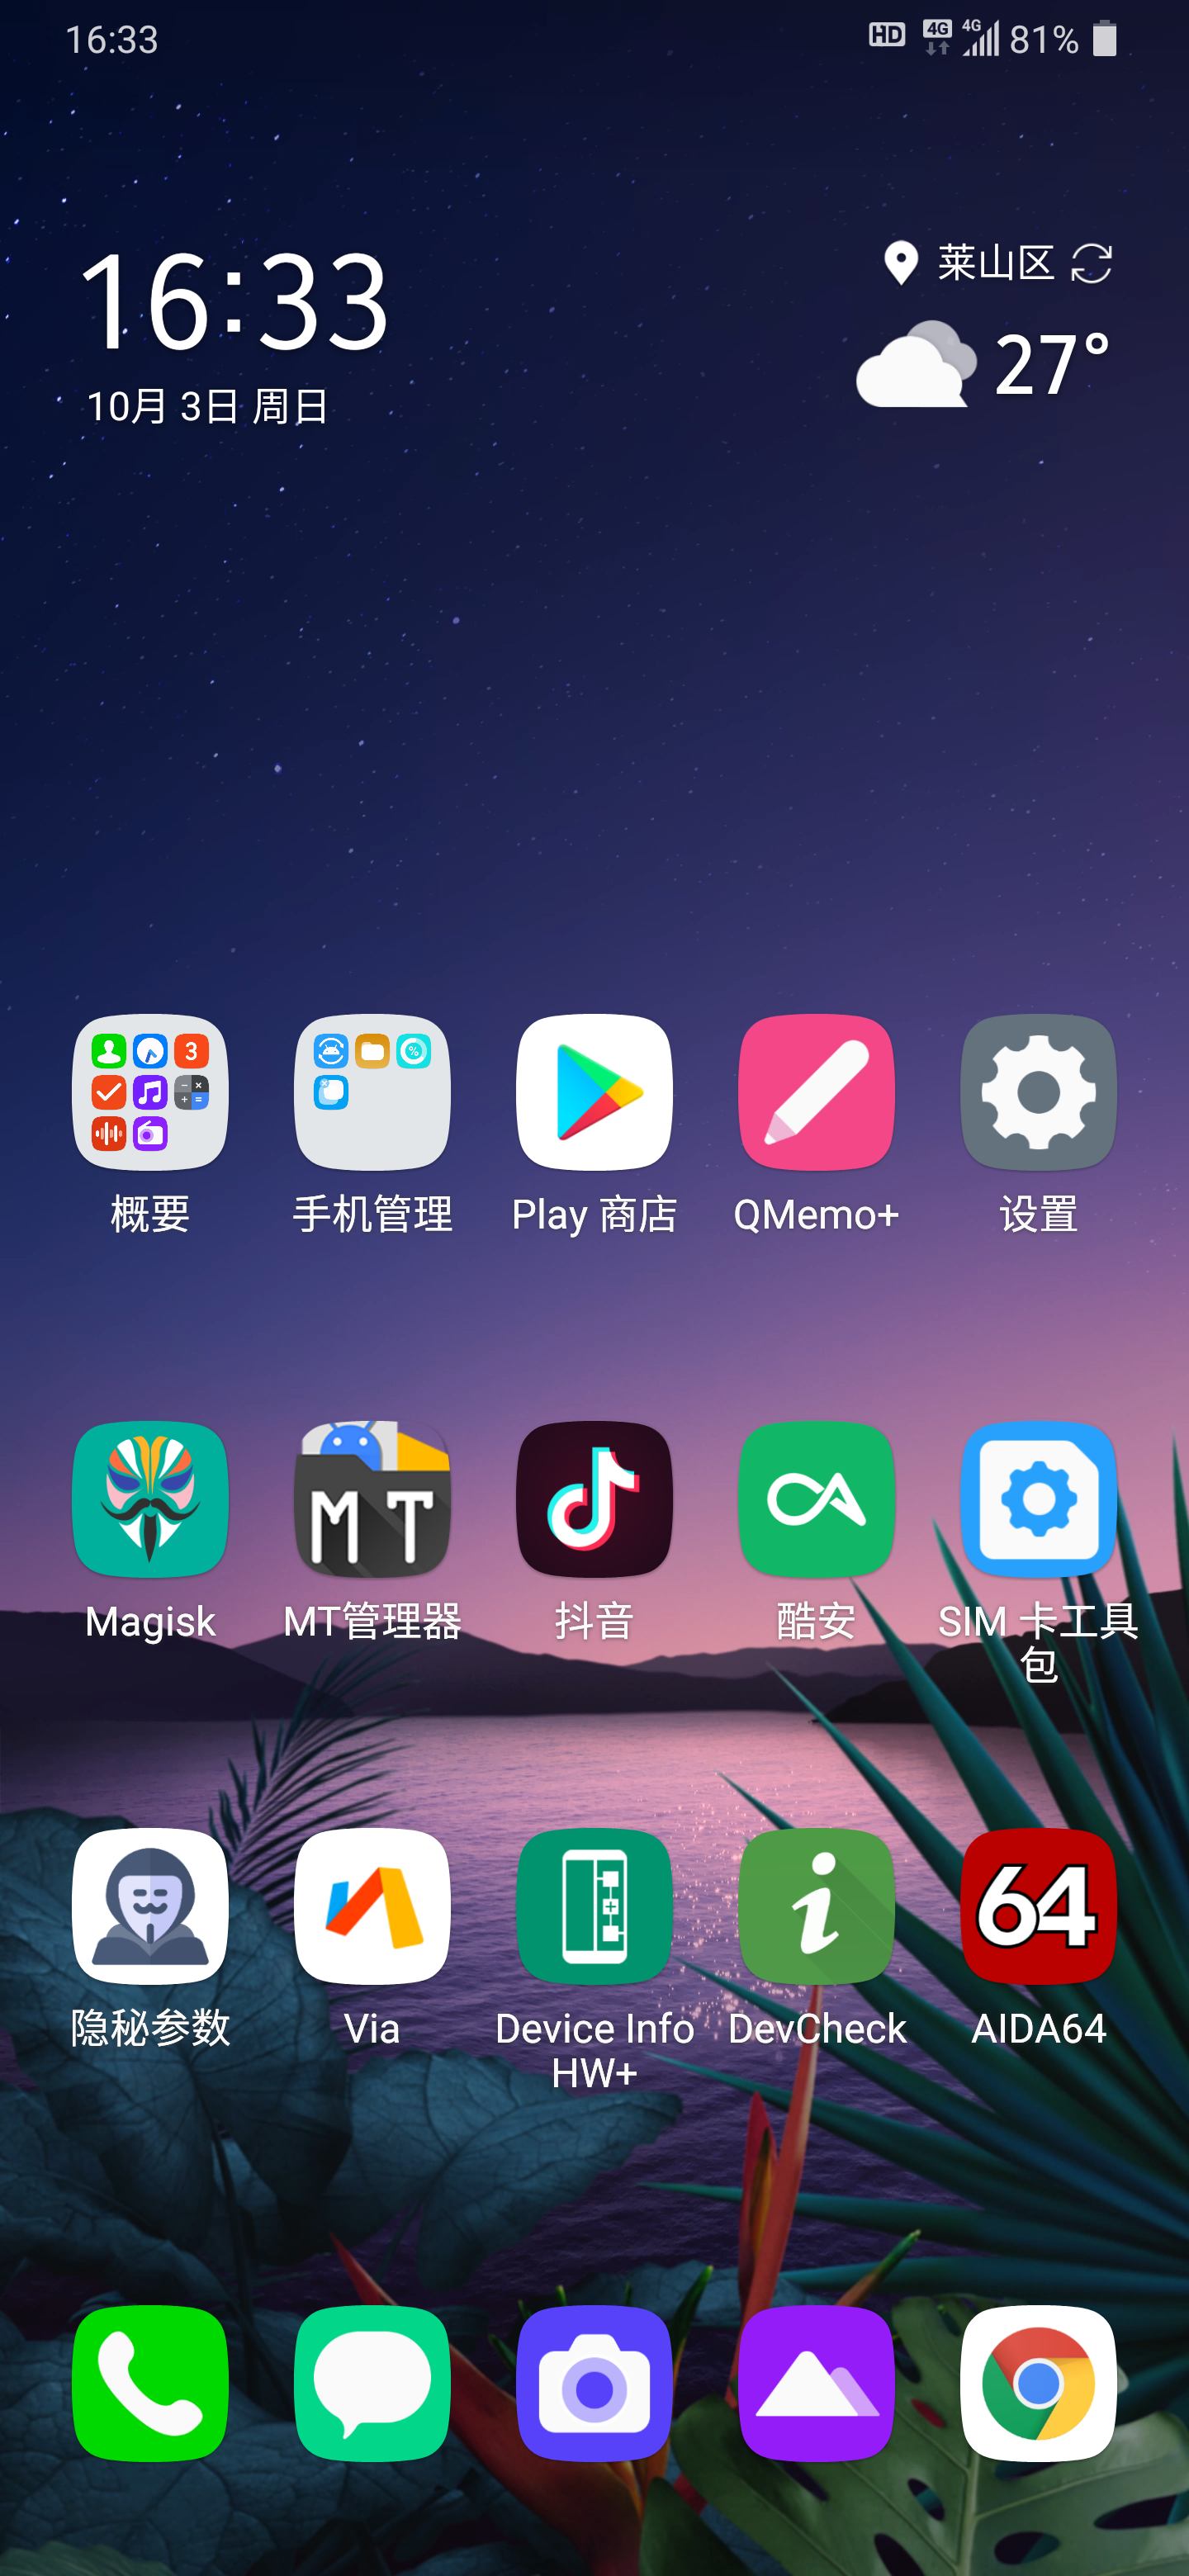 16:33
HD 4G 4G 81%
16:33
莱山区
27°
10月 3日 周日
3
%
概要
手机管理
Play 商店
QMemo+
设置
MT
Magisk
MT管理器
抖音
酷安
SIM 卡工具
包
64
隐秘参数
Via
Device Info
HW+
DevCheck
AIDA64